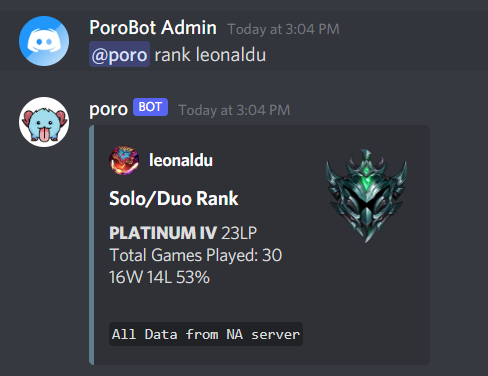 PoroBot Admin Today at 3:04 PM
@poro rank leonaldu
poro BOT Today at 3:04 PM
leonaldu
Solo/Duo Rank
PLATINUM IV 23LP
Total Games Played: 30
16W 14L 53%
All Data from NA server